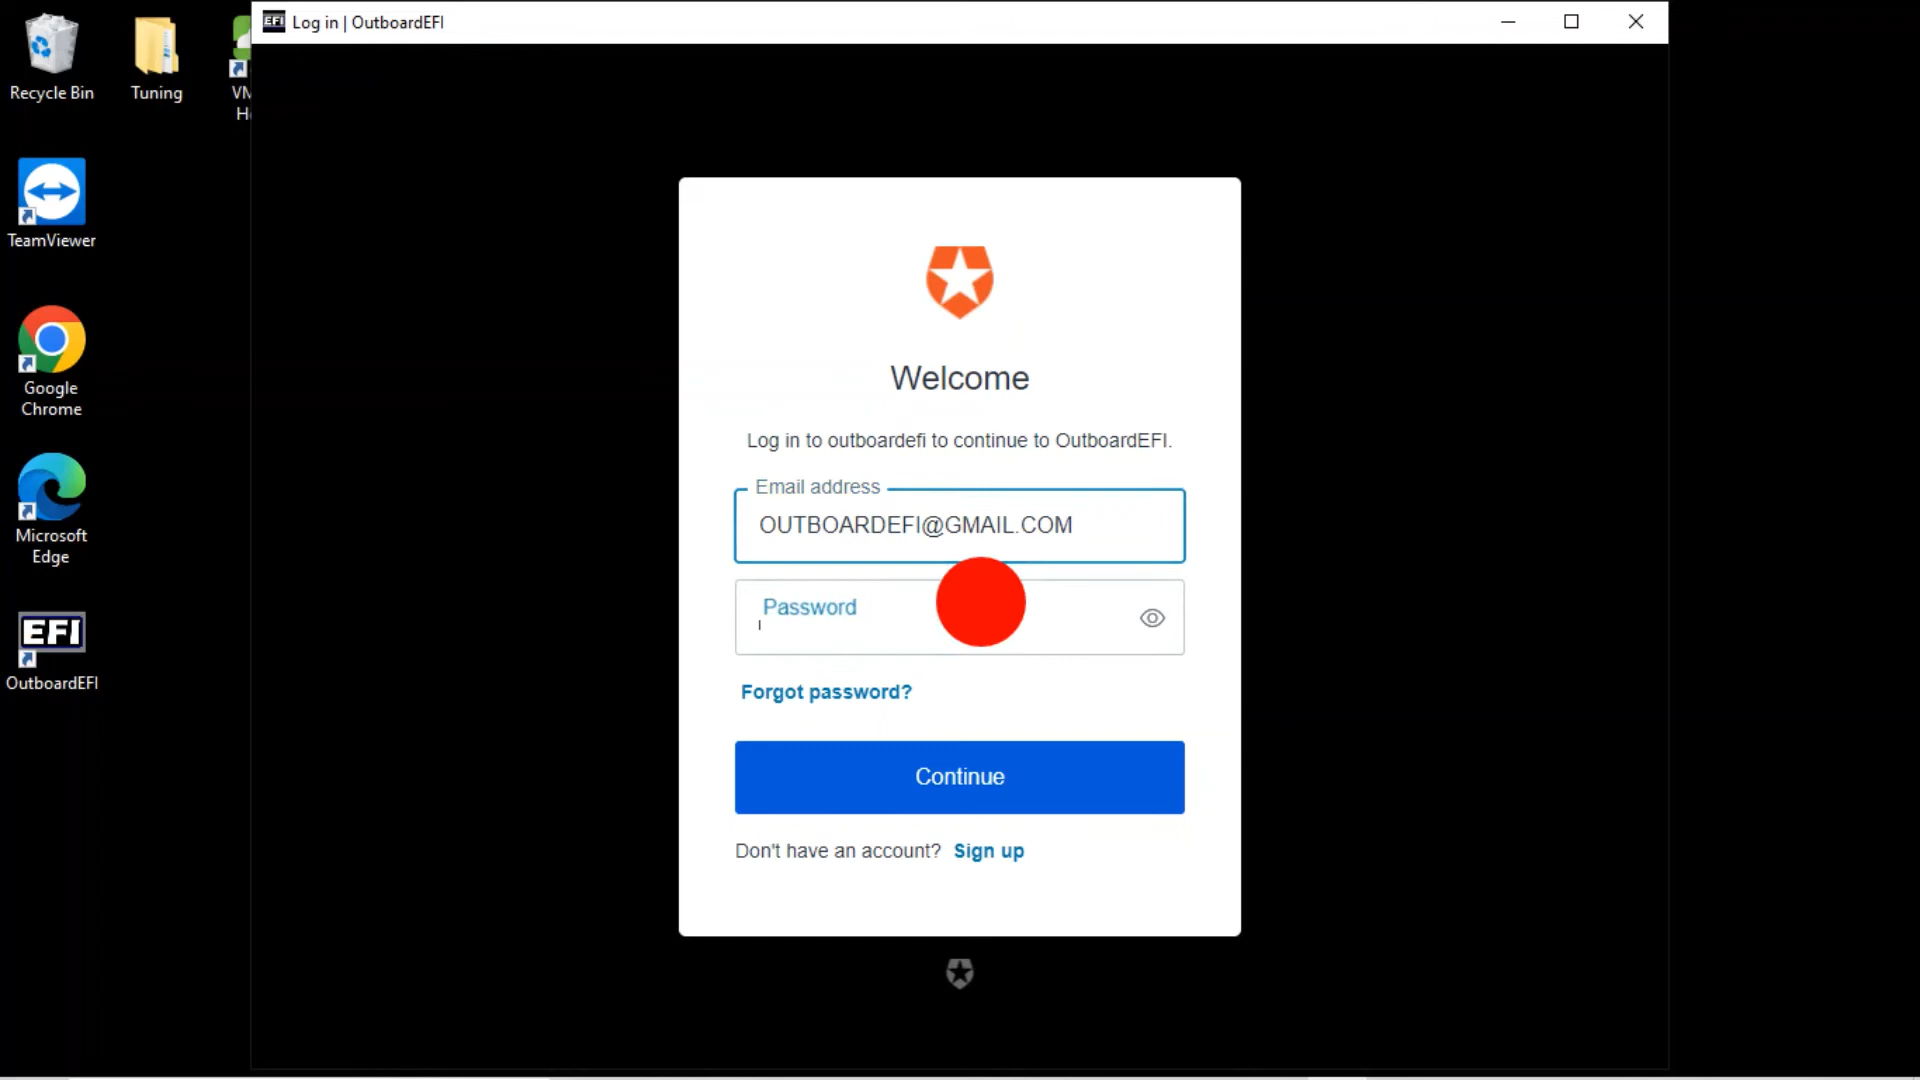 Log in | OutboardEFI
Recycle Bin
Tuning
TeamViewer
Google
Chrome
Microsoft
Edge
EFI
OutboardEFI
Welcome
Log in to outboardefi to continue to OutboardEFI.
Email address
OUTBOARDEFI@GMAIL.COM
Password
Forgot password?
Continue
Don't have an account? Sign up